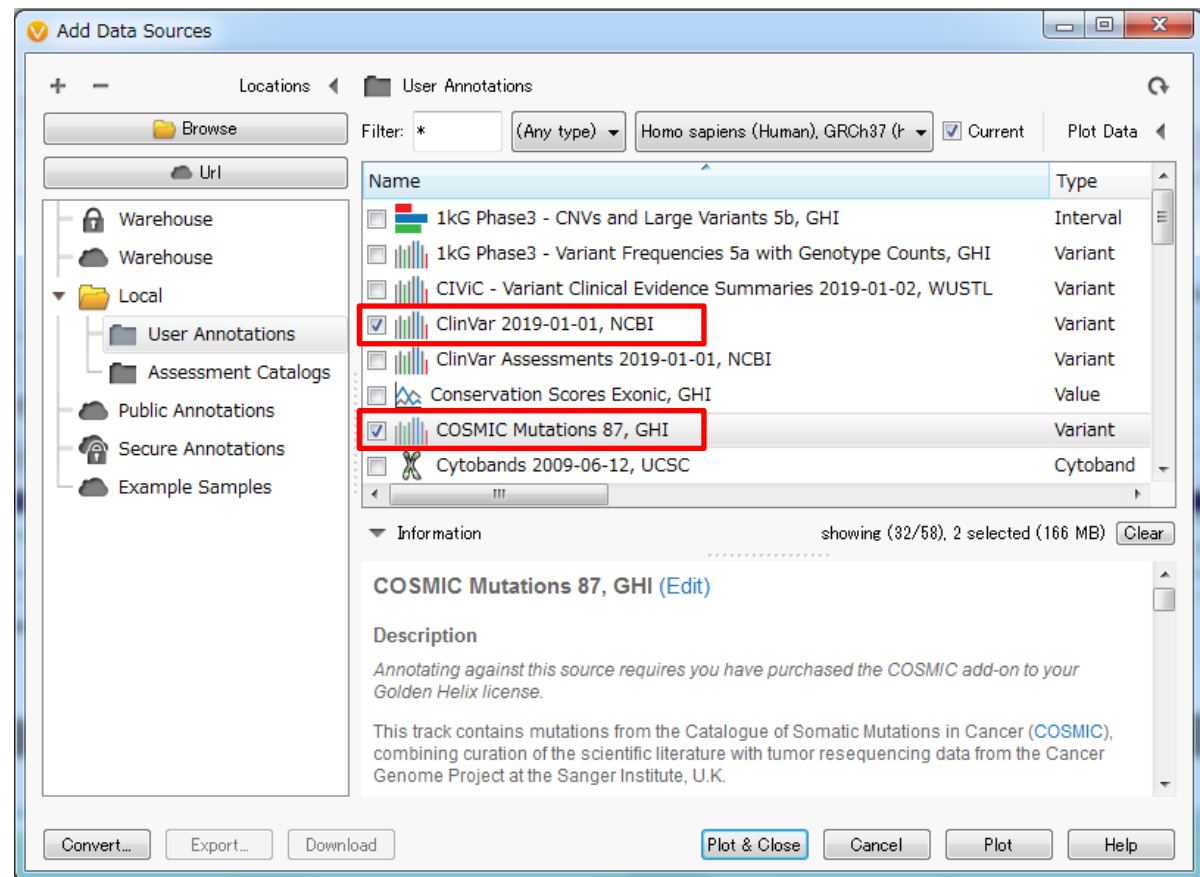 Add Data Sources
Locations
User Annotations
Browse
Filter: * (Any type) Homo sapiens (Human), GRCh37 (h Current Plot Data
Url
Name Type
Warehouse
Warehouse
Local
User Annotations
Assessment Catalogs
Public Annotations
Secure Annotations
Example Samples
1kG Phase3 - CNVs and Large Variants 5b, GHI Interval
1kG Phase3 - Variant Frequencies 5a with Genotype Counts, GHI Variant
CIViC - Variant Clinical Evidence Summaries 2019-01-02, WUSTL Variant
ClinVar 2019-01-01, NCBI Variant
ClinVar Assessments 2019-01-01, NCBI Variant
Conservation Scores Exonic, GHI Value
COSMIC Mutations 87, GHI Variant
Cytobands 2009-06-12, UCSC Cytoband
Information showing (32/58), 2 selected (166 MB) Clear
COSMIC Mutations 87, GHI (Edit)
Description
Annotating against this source requires you have purchased the COSMIC add-on to your
Golden Helix license.
This track contains mutations from the Catalogue of Somatic Mutations in Cancer (COSMIC),
combining curation of the scientific literature with tumor resequencing data from the Cancer
Genome Project at the Sanger Institute, U.K.
Convert... Export... Download Plot & Close Cancel Plot Help